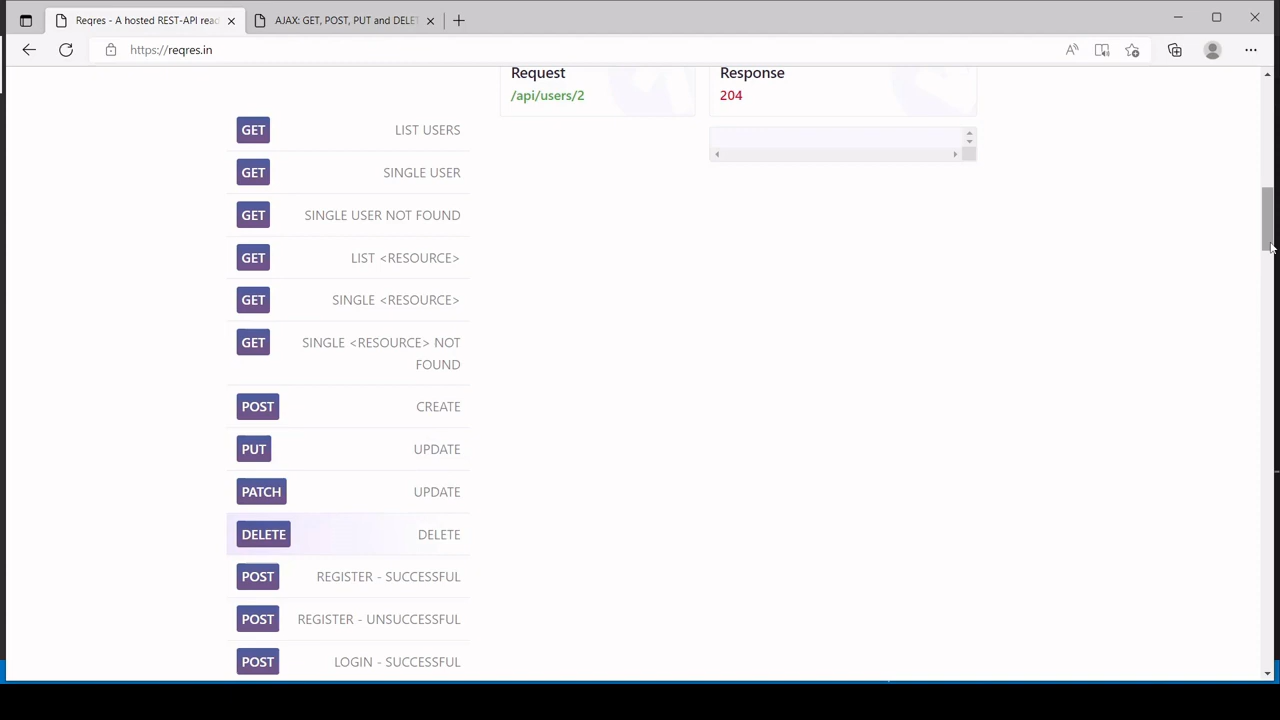 Reqres - A hosted REST-API read
AJAX: GET, POST, PUT and DELET
https://reqres.in
Request
/api/users/2
Response
204
GET LIST USERS
GET SINGLE USER
GET SINGLE USER NOT FOUND
GET LIST <RESOURCE>
GET SINGLE <RESOURCE>
GET SINGLE <RESOURCE> NOT
FOUND
POST CREATE
PUT UPDATE
PATCH UPDATE
DELETE DELETE
POST REGISTER - SUCCESSFUL
POST REGISTER - UNSUCCESSFUL
POST LOGIN - SUCCESSFUL